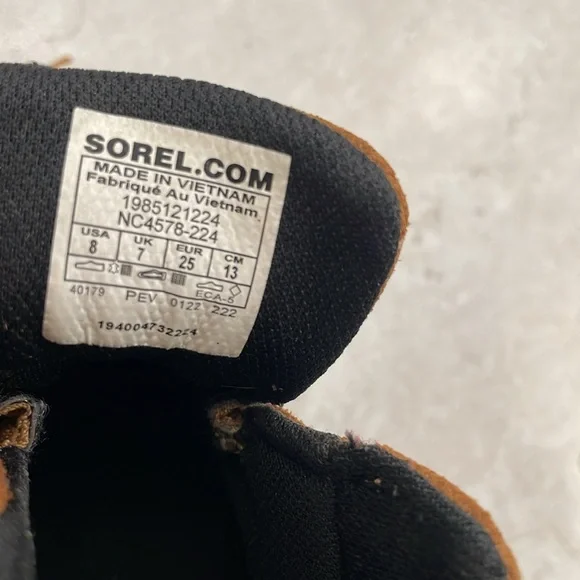 SOREL.COM
MADE IN VIETNAM
Fabriqué Au Vietnam
1985121224
NC4578-224
USA UK EUR CM
8 7 25 13
ECA-5
40179 PEV 0122 222
194004732224